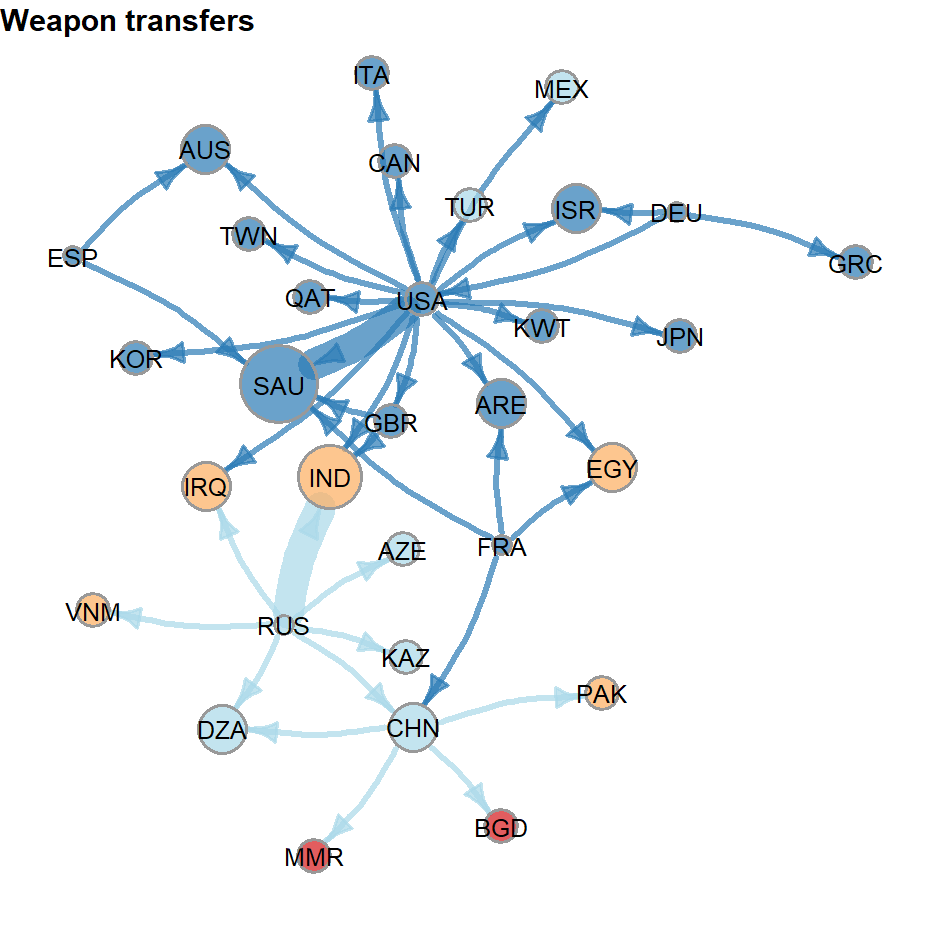 Weapon transfers
ITA
MEX
AUS
CAN
TUR
ISR
DEU
TWN
ESP
GRC
QAT
USA
KWT
JPN
KOR
SAU
ARE
GBR
EGY
IND
IRQ
AZE
FRA
VNM
RUS
KAZ
PAK
DZA
CHN
BGD
MMR